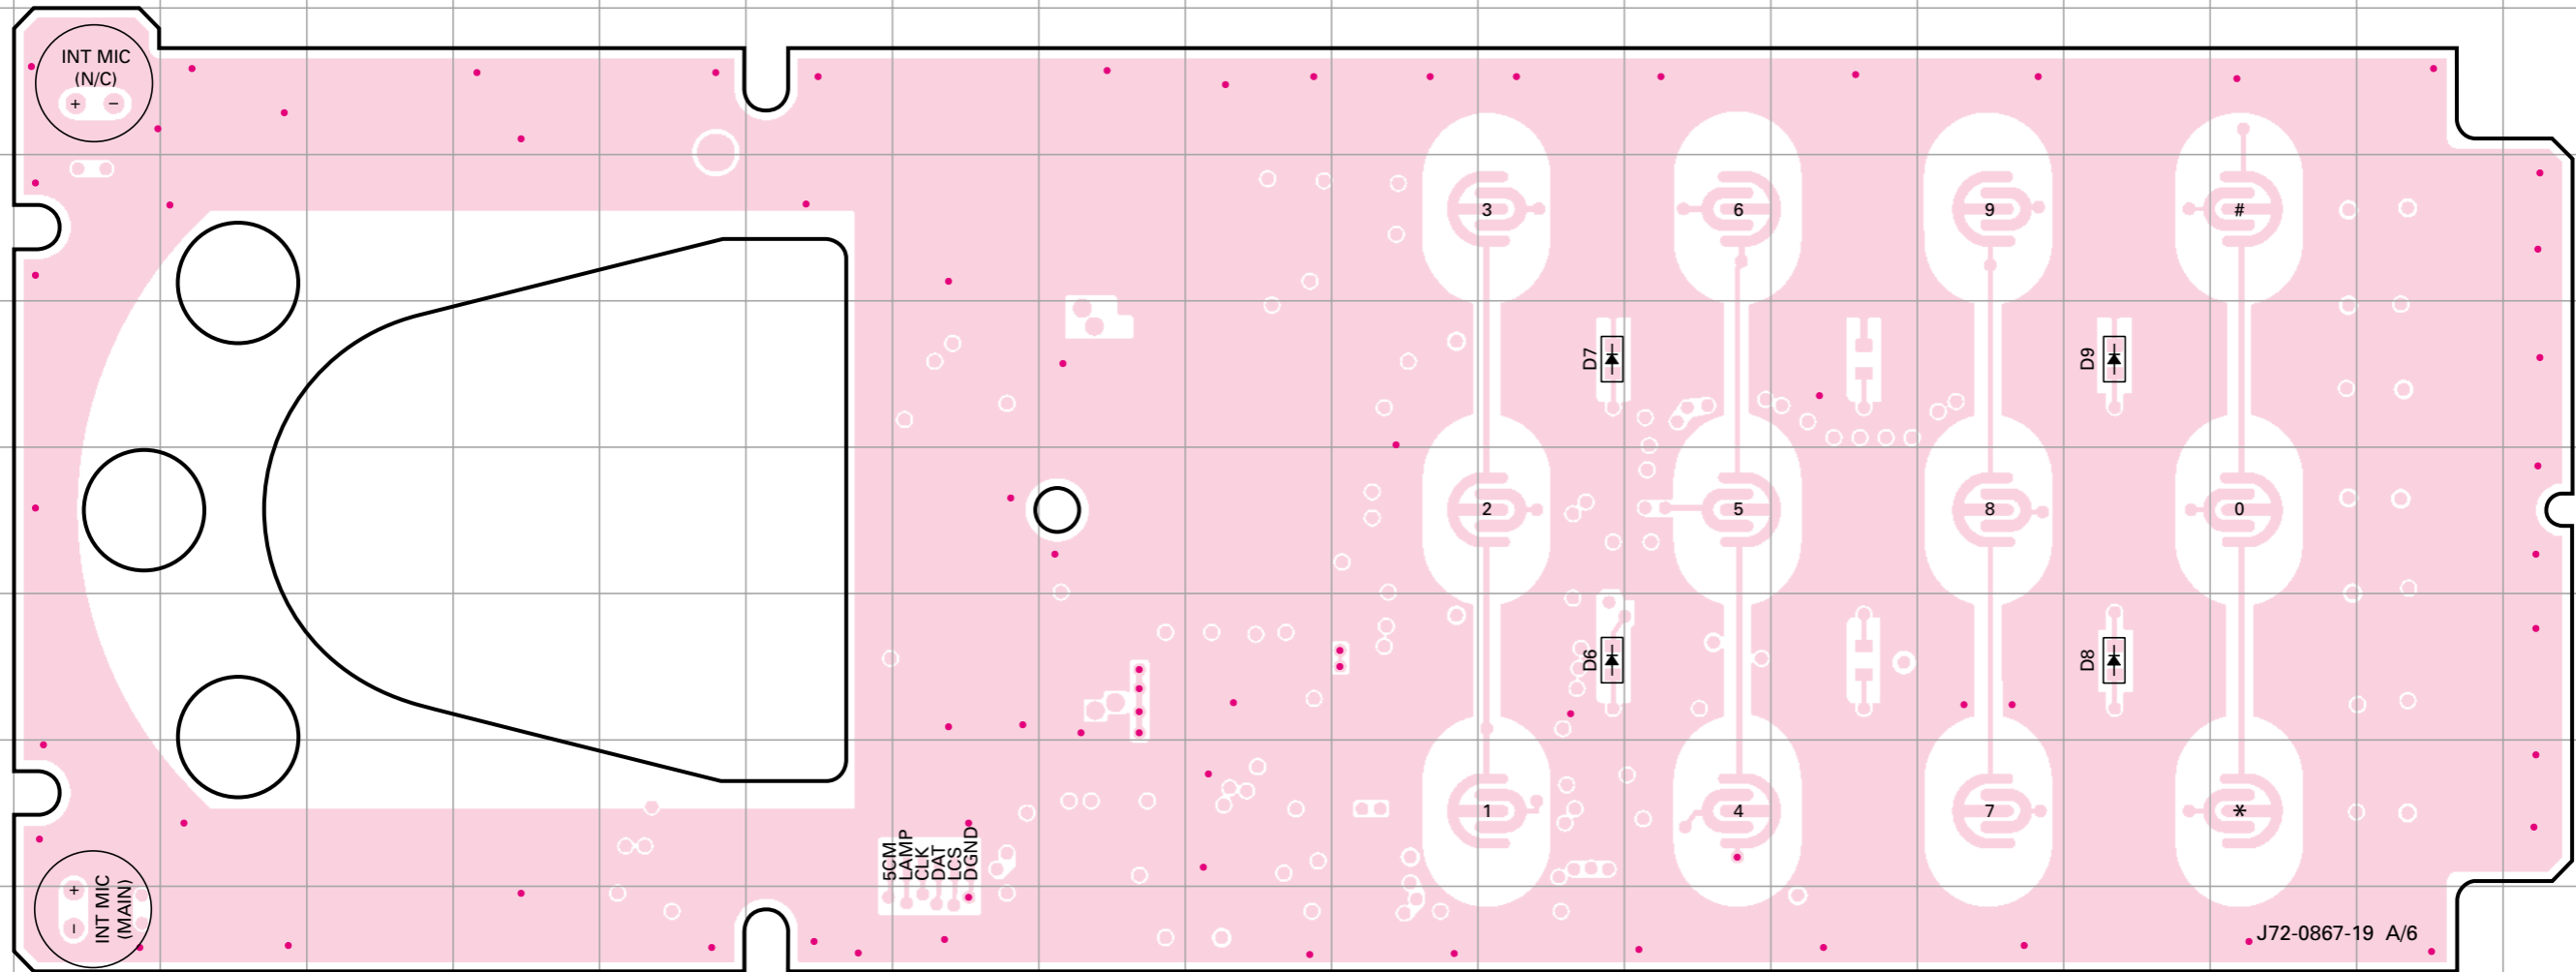 INT MIC
(N/C)
+ −
3
6
9
#
D7
D9
2
5
8
0
D6
D8
1
4
7
*
5CM
LAMP
CLK
DAT
LCS
DGND
+
−
INT MIC
(MAIN)
J72-0867-19 A/6